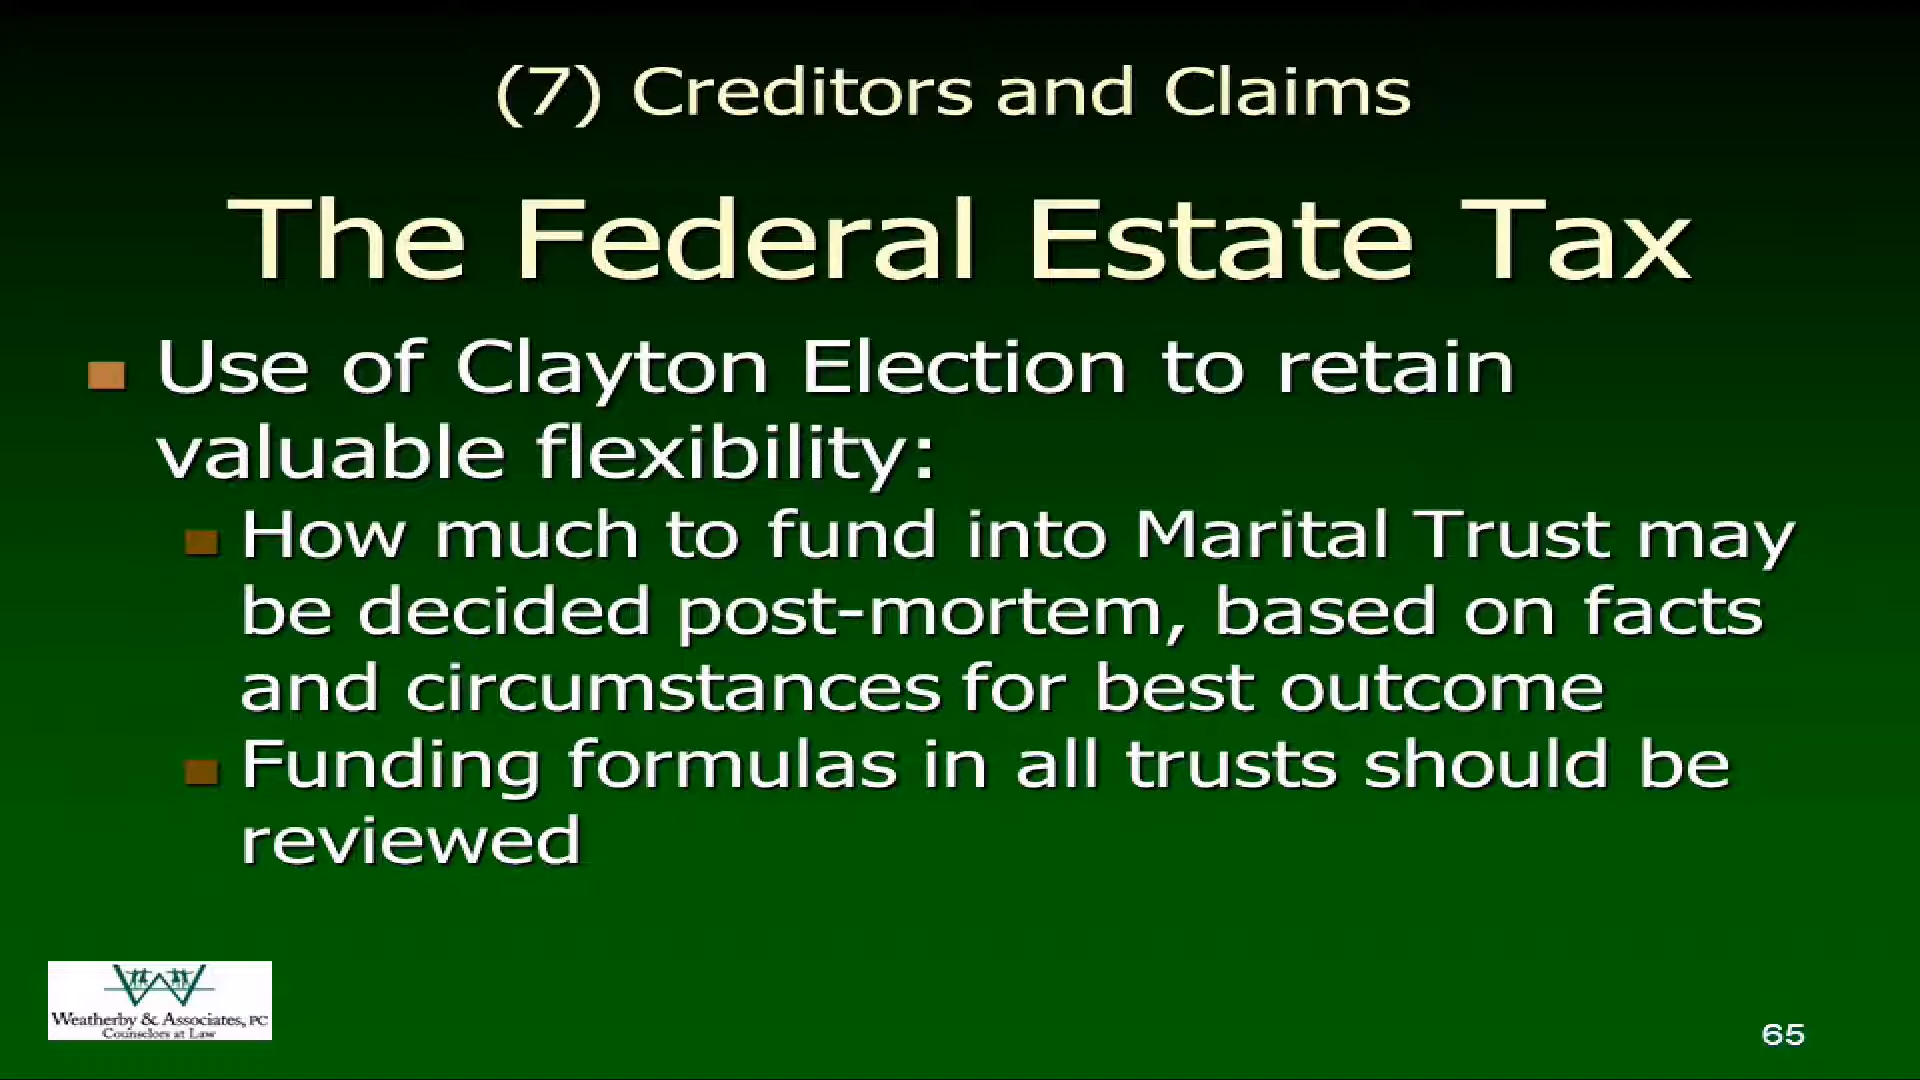 (7) Creditors and Claims
The Federal Estate Tax
Use of Clayton Election to retain
valuable flexibility:
How much to fund into Marital Trust may
be decided post-mortem, based on facts
and circumstances for best outcome
Funding formulas in all trusts should be
reviewed
Weatherby & Associates, PC
Counselors at Law
65